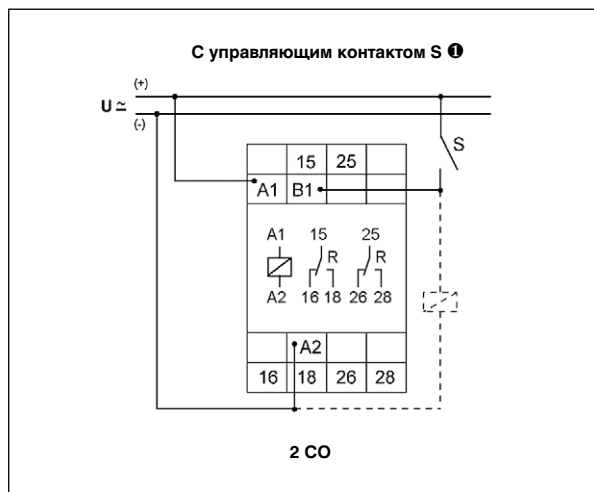 С управляющим контактом S ❶
(+)
U ≃
(-)
S
15 25
A1 B1
A1 15 25
R R
A2 16 18 26 28
A2
16 18 26 28
2 CO